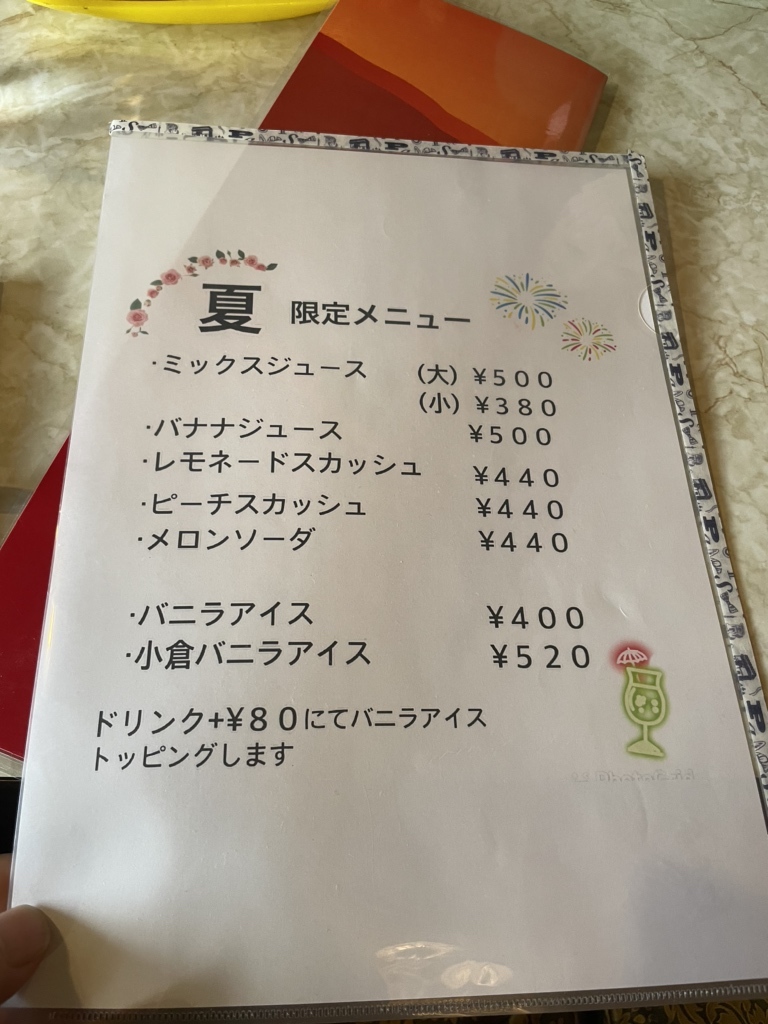 夏 限定メニュー
・ミックスジュース (大) ¥500
(小) ¥380
・バナナジュース ¥500
・レモネードスカッシュ ¥440
・ピーチスカッシュ ¥440
・メロンソーダ ¥440
・バニラアイス ¥400
・小倉バニラアイス ¥520
ドリンク+¥80にてバニラアイス
トッピングします